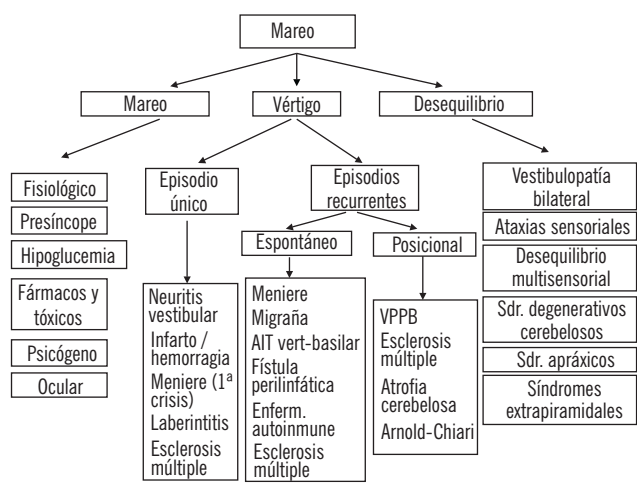 Mareo
Mareo
Vértigo
Desequilibrio
Fisiológico
Presíncope
Hipoglucemia
Fármacos y
tóxicos
Psicógeno
Ocular
Episodio
único
Neuritis
vestibular
Infarto /
hemorragia
Meniere (1ª
crisis)
Laberintitis
Esclerosis
múltiple
Episodios
recurrentes
Espontáneo
Meniere
Migraña
AIT vert-basilar
Fístula
perilinfática
Enferm.
autoinmune
Esclerosis
múltiple
Posicional
VPPB
Esclerosis
múltiple
Atrofia
cerebelosa
Arnold-Chiari
Vestibulopatía
bilateral
Ataxias sensoriales
Desequilibrio
multisensorial
Sdr. degenerativos
cerebelosos
Sdr. apráxicos
Síndromes
extrapiramidales